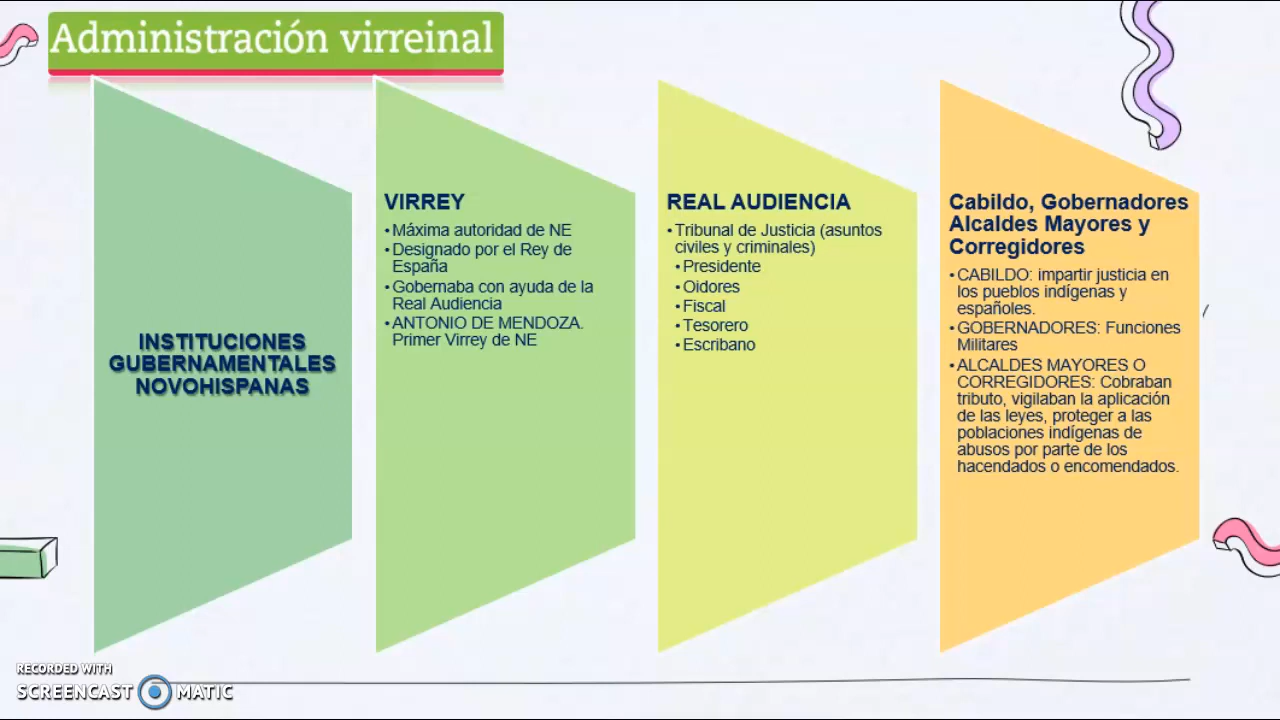 Administración virreinal
INSTITUCIONES
GUBERNAMENTALES
NOVOHISPANAS
VIRREY
•Máxima autoridad de NE
•Designado por el Rey de
España
•Gobernaba con ayuda de la
Real Audiencia
•ANTONIO DE MENDOZA.
Primer Virrey de NE
REAL AUDIENCIA
•Tribunal de Justicia (asuntos
civiles y criminales)
•Presidente
•Oidores
•Fiscal
•Tesorero
•Escribano
Cabildo, Gobernadores
Alcaldes Mayores y
Corregidores
•CABILDO: impartir justicia en
los pueblos indígenas y
españoles.
•GOBERNADORES: Funciones
Militares
•ALCALDES MAYORES O
CORREGIDORES: Cobraban
tributo, vigilaban la aplicación
de las leyes, proteger a las
poblaciones indígenas de
abusos por parte de los
hacendados o encomendados.
RECORDED WITH
SCREENCAST MATIC